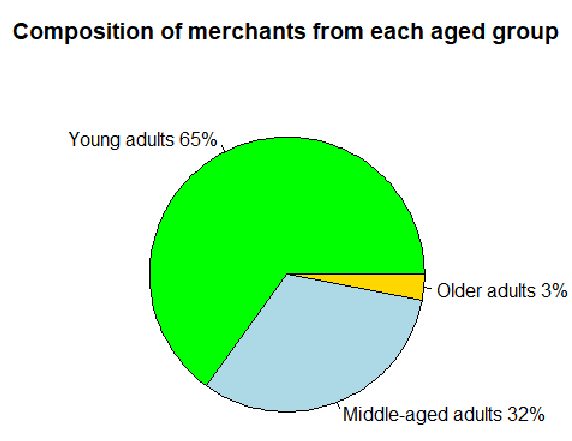 Composition of merchants from each aged group
Young adults 65%
Older adults 3%
Middle-aged adults 32%